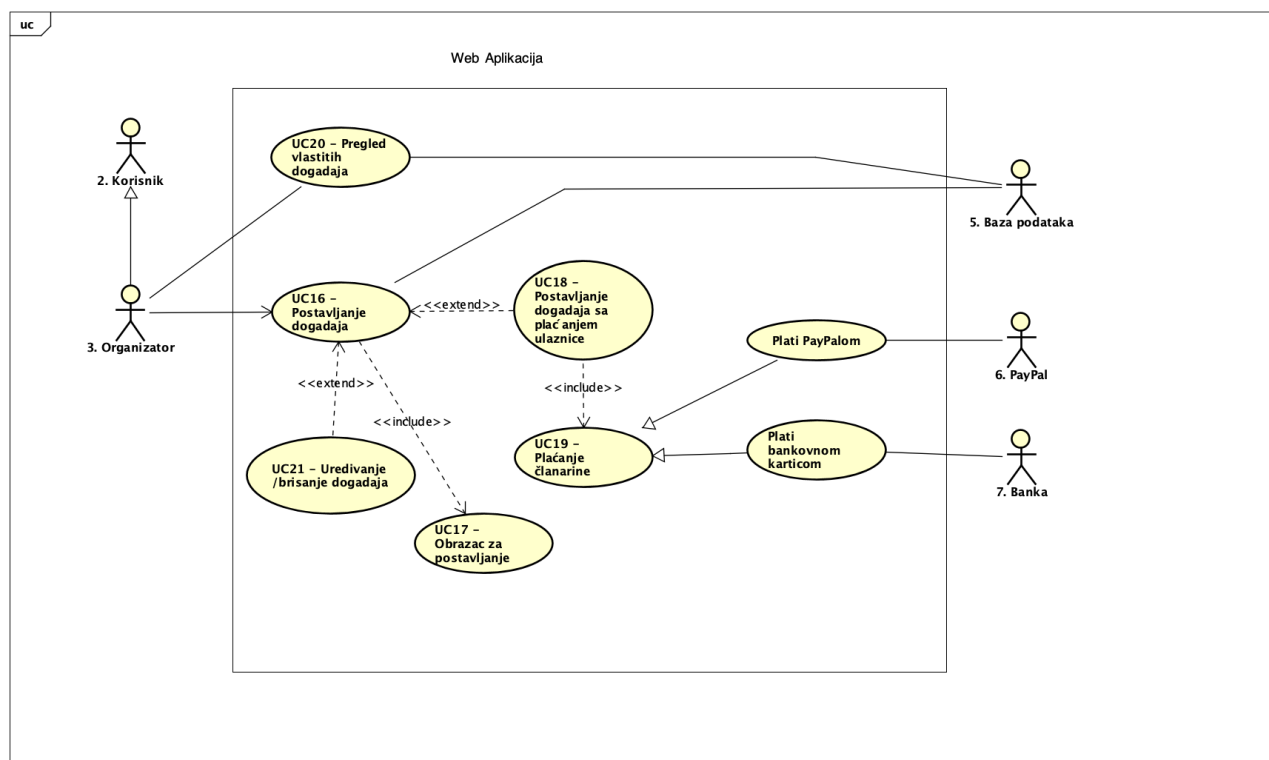 uc
Web Aplikacija
2. Korisnik
UC20 – Pregled
vlastitih
događaja
5. Baza podataka
3. Organizator
UC16 –
Postavljanje
događaja
<<extend>>
UC18 –
Postavljanje
događaja sa
plaćanjem
ulaznice
Plati PayPalom
6. PayPal
<<extend>>
<<include>>
<<include>>
UC19 –
Plaćanje
članarine
Plati
bankovnom
karticom
7. Banka
UC21 – Uređivanje
/brisanje događaja
UC17 –
Obrazac za
postavljanje